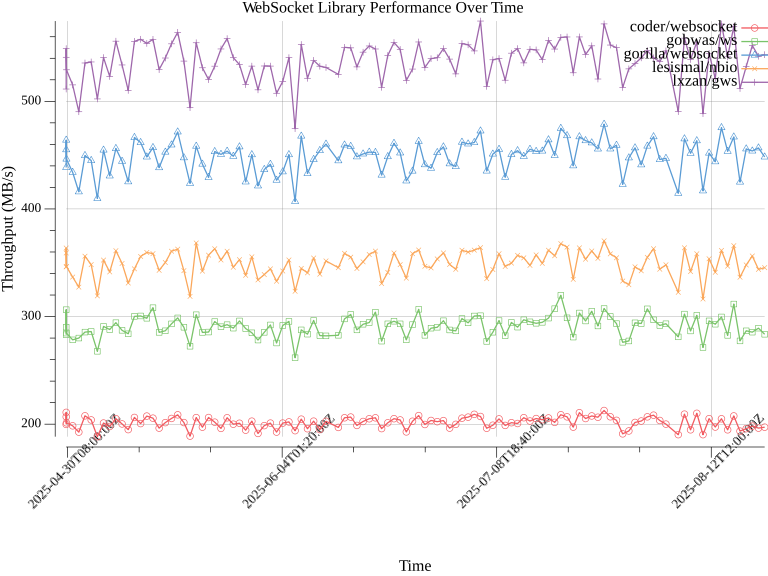 WebSocket Library Performance Over Time
coder/websocket
gobwas/ws
gorilla/websocket
lesismal/nbio
lxzan/gws
Throughput (MB/s)
500
400
300
200
2025-04-30T08:00:00Z
2025-06-04T01:20:00Z
2025-07-08T18:40:00Z
2025-08-12T12:00:00Z
Time